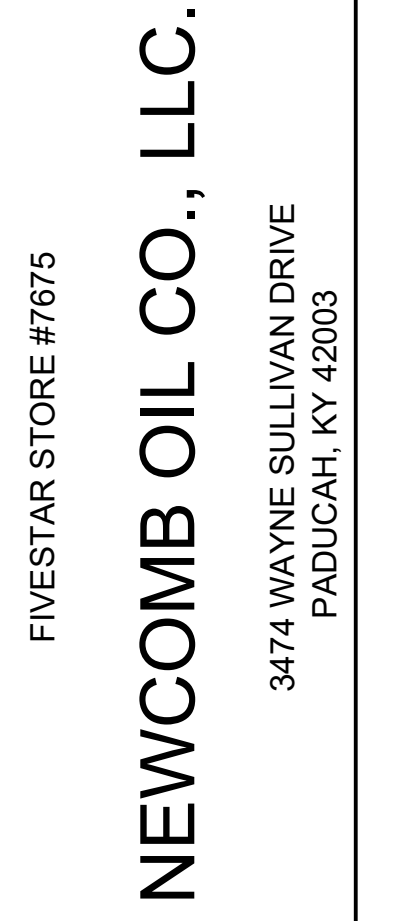 FIVESTAR STORE #7675
NEWCOMB OIL CO., LLC.
3474 WAYNE SULLIVAN DRIVE
PADUCAH, KY 42003